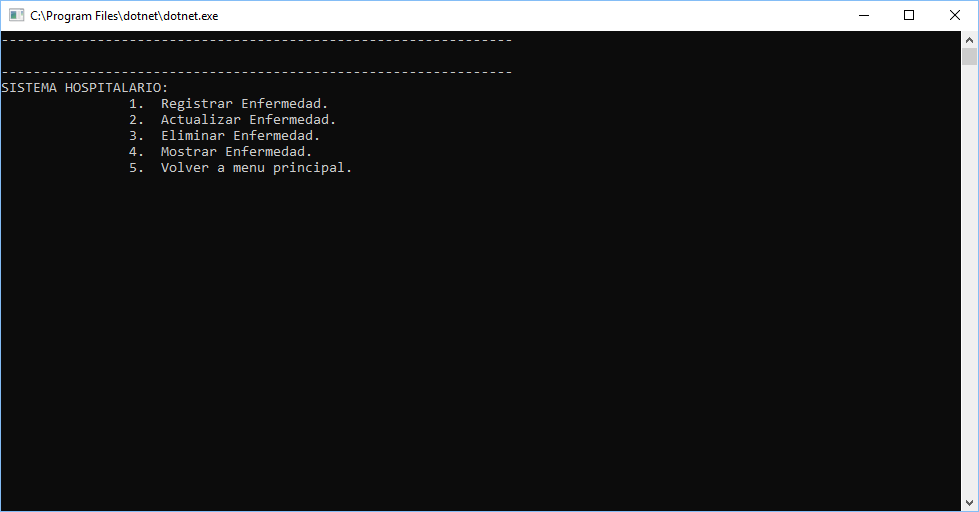 C:\Program Files\dotnet\dotnet.exe
----------------------------------------------------------------
----------------------------------------------------------------
SISTEMA HOSPITALARIO:
1. Registrar Enfermedad.
2. Actualizar Enfermedad.
3. Eliminar Enfermedad.
4. Mostrar Enfermedad.
5. Volver a menu principal.